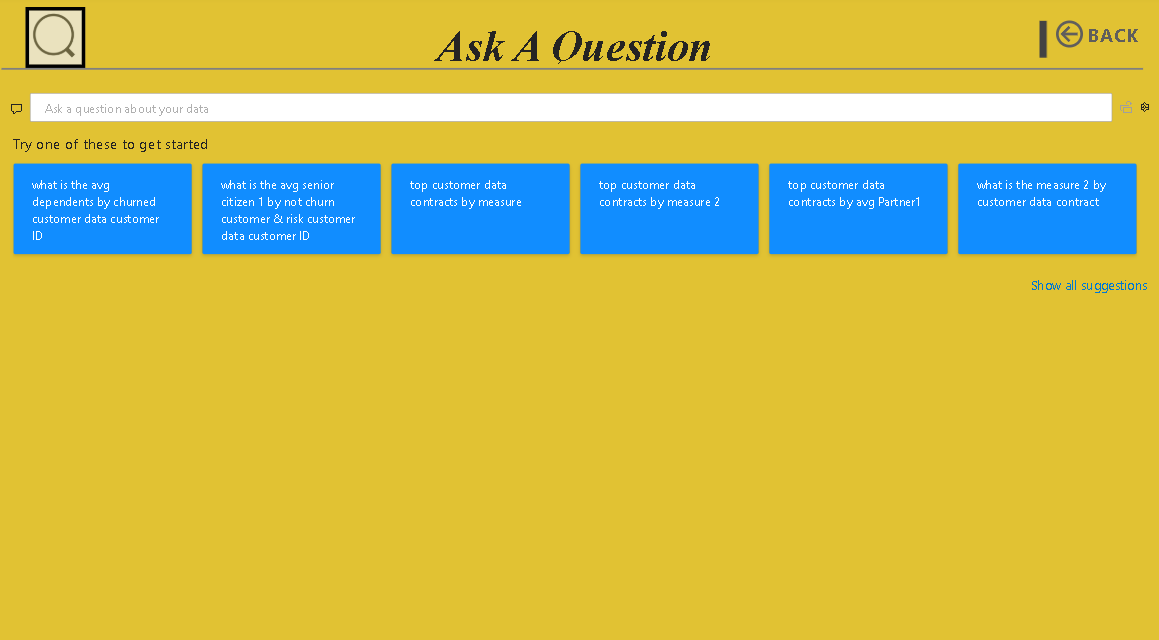 Ask A Question
BACK
Ask a question about your data
Try one of these to get started
what is the avg
dependents by churned
customer data customer
ID
what is the avg senior
citizen 1 by not churn
customer & risk customer
data customer ID
top customer data
contracts by measure
top customer data
contracts by measure 2
top customer data
contracts by avg Partner1
what is the measure 2 by
customer data contract
Show all suggestions